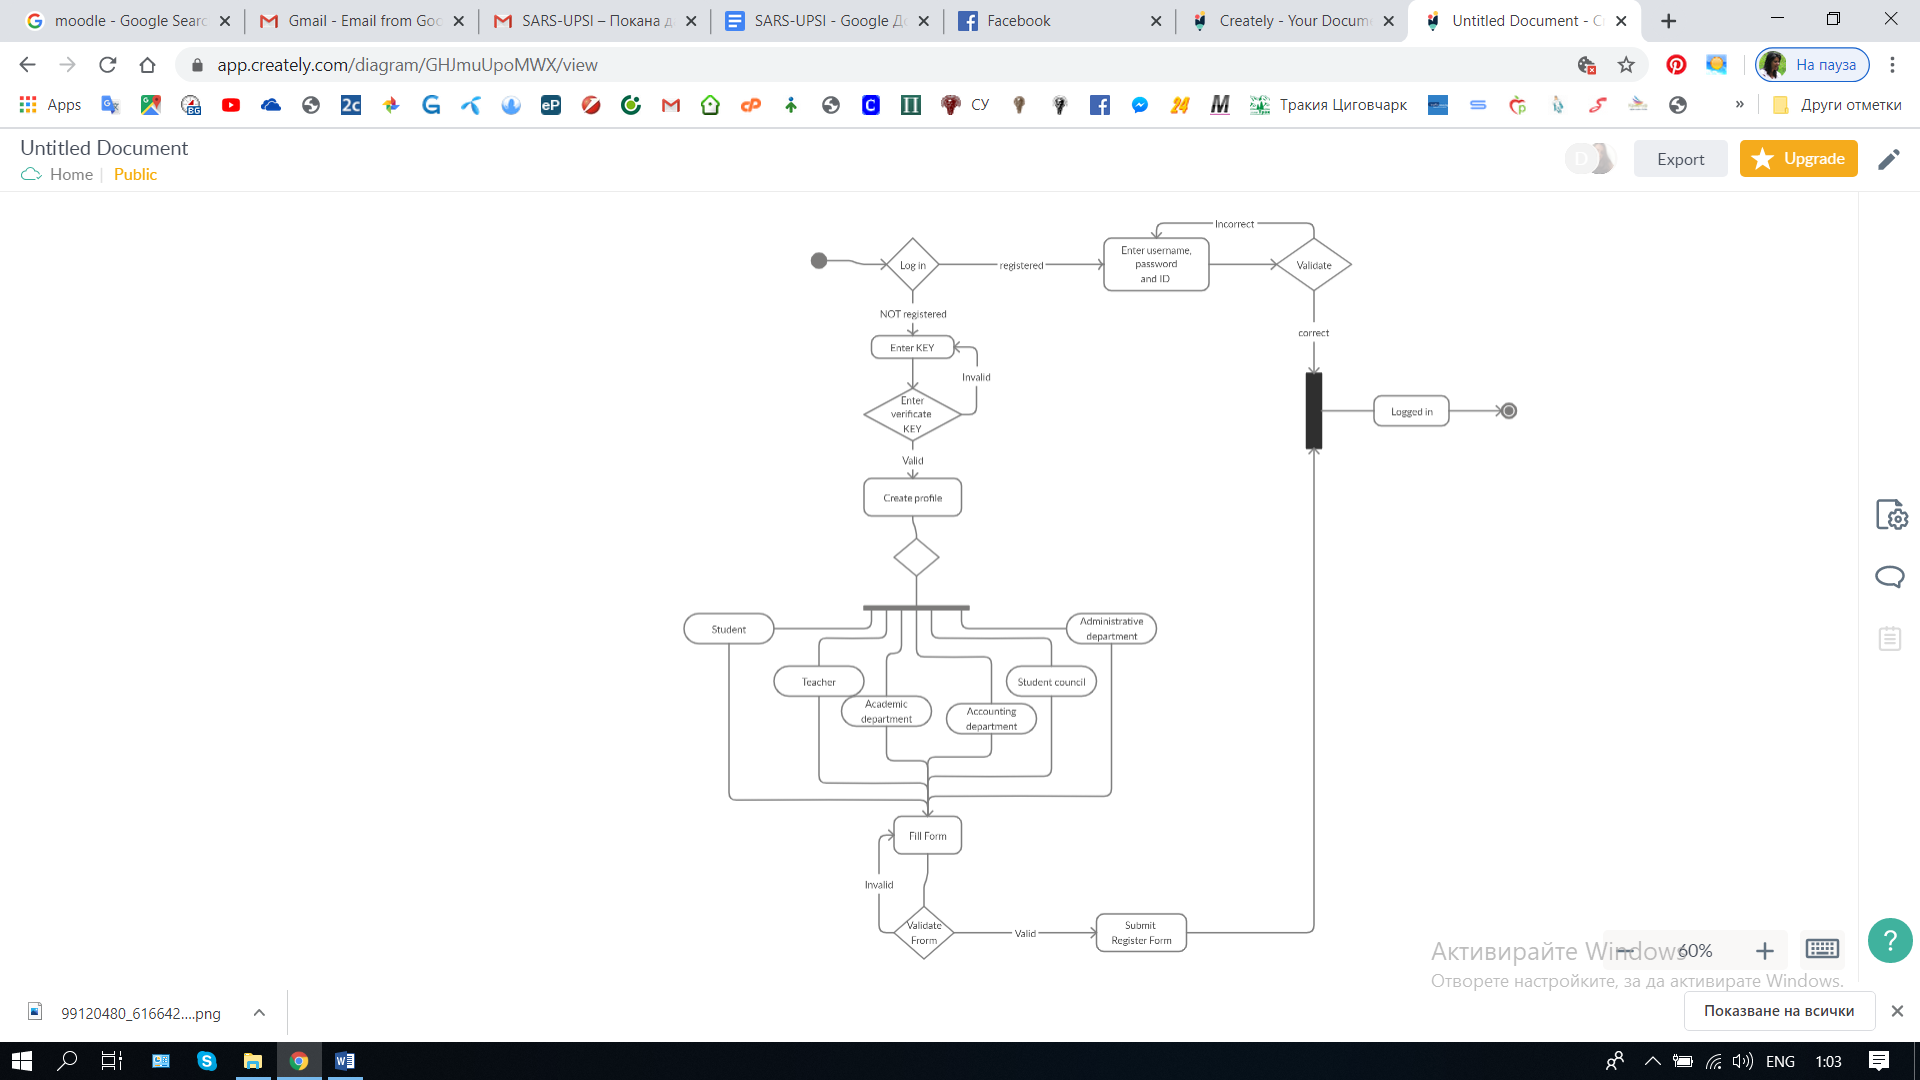 moodle - Google Searc
Gmail - Email from Goo
SARS-UPSI – Покана д
SARS-UPSI - Google До
Facebook
Creately - Your Docum
Untitled Document - C
app.creately.com/diagram/GHJmuUpoMWX/view
На пауза
Apps
СУ
Тракия Циговчарк
»
Други отметки
Untitled Document
Home
Public
D
Export
Upgrade
Incorrect
Log in
registered
Enter username,
password
and ID
Validate
NOT registered
correct
Enter KEY
Invalid
Enter
verificate
KEY
Logged in
Valid
Create profile
Student
Administrative
department
Teacher
Student council
Academic
department
Accounting
department
Fill Form
Invalid
Validate
Frorm
Valid
Submit
Register Form
Активирайте Windows
60%
Отворете настройките, за да активирате Windows.
?
99120480_616642....png
Показване на всички
ENG
1:03